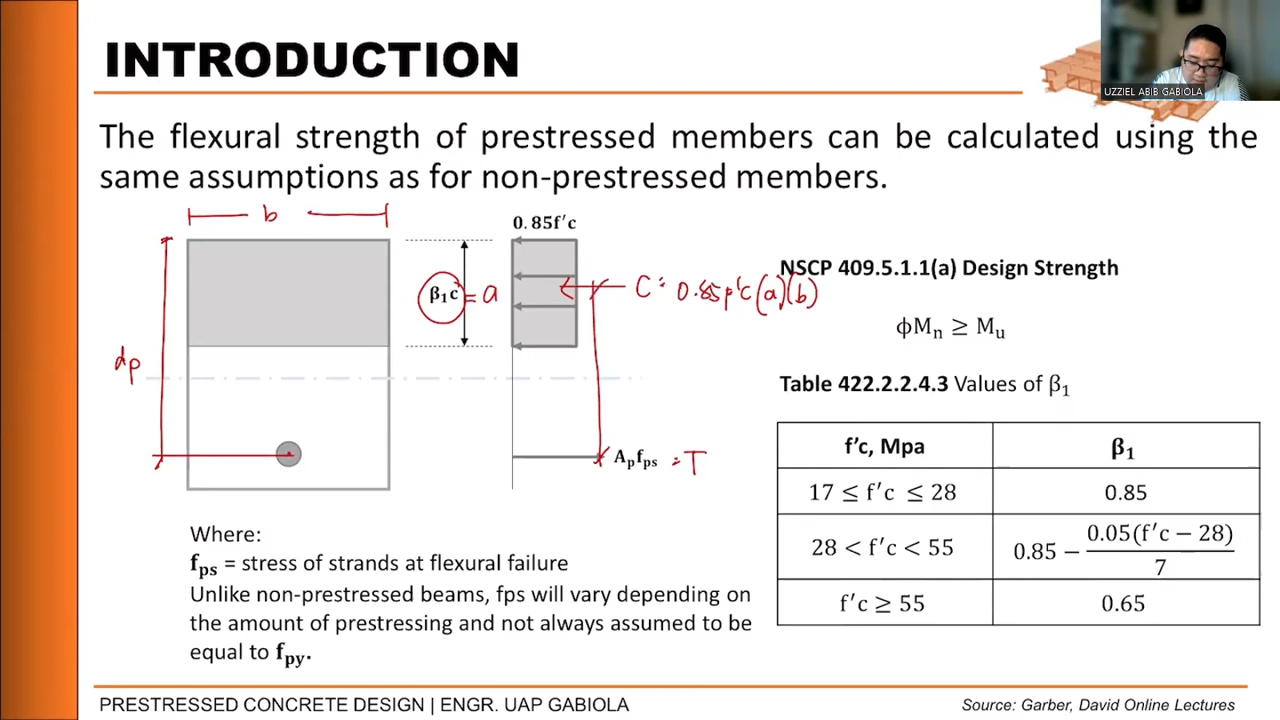 INTRODUCTION
UZZIEL ABIB GABIOLA
The flexural strength of prestressed members can be calculated using the
same assumptions as for non-prestressed members.
b
0.85f'c
dp
β₁c = a
C = 0.85f'c (a)(b)
Aₚfₚₛ = T
Where:
fₚₛ = stress of strands at flexural failure
Unlike non-prestressed beams, fps will vary depending on
the amount of prestressing and not always assumed to be
equal to fₚᵧ.
NSCP 409.5.1.1(a) Design Strength
ϕMₙ ≥ Mᵤ
Table 422.2.2.4.3 Values of β₁
f'c, Mpa β₁
17 ≤ f'c ≤ 28 0.85
28 < f'c < 55 0.85 − 0.05(f'c − 28) / 7
f'c ≥ 55 0.65
PRESTRESSED CONCRETE DESIGN | ENGR. UAP GABIOLA
Source: Garber, David Online Lectures